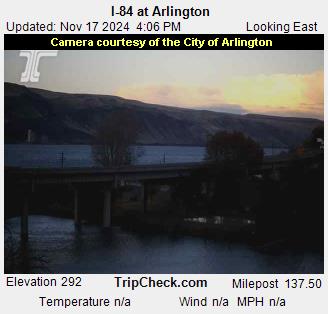 I-84 at Arlington
Updated: Nov 17 2024 4:06 PM Looking East
Camera courtesy of the City of Arlington
Elevation 292 TripCheck.com Milepost 137.50
Temperature n/a Wind n/a MPH n/a